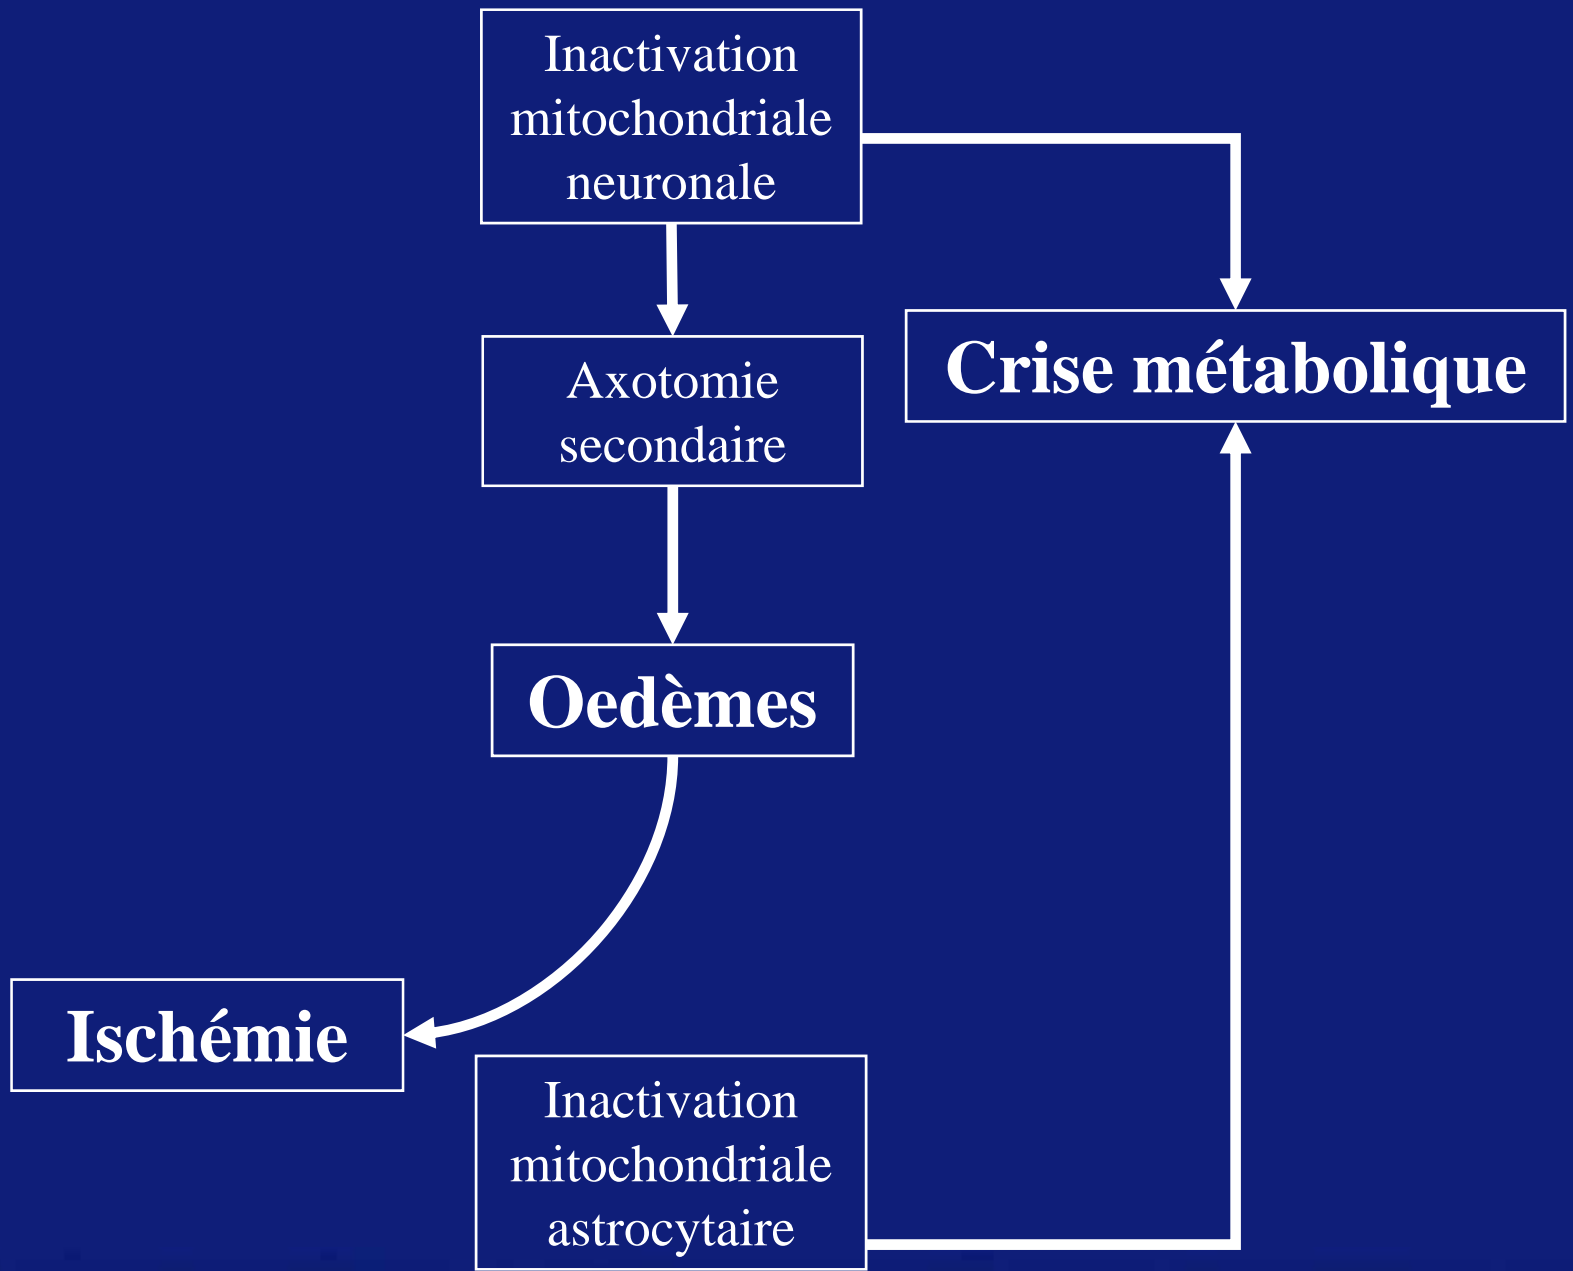 Inactivation
mitochondriale
neuronale
Crise métabolique
Axotomie
secondaire
Oedèmes
Ischémie
Inactivation
mitochondriale
astrocytaire